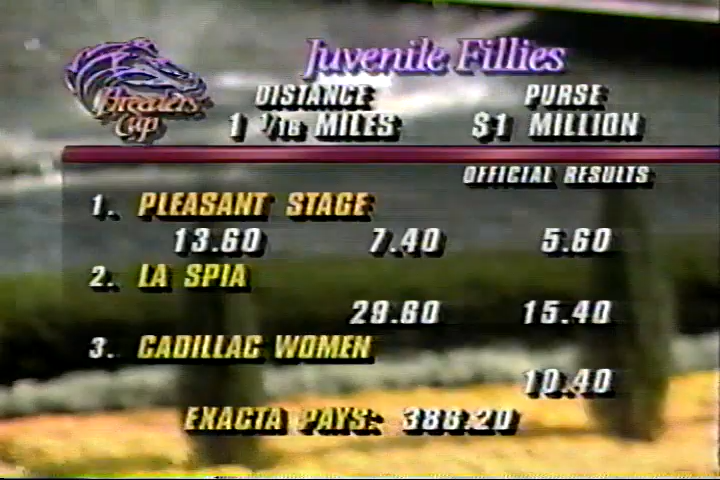 Juvenile Fillies
Breeders' Cup
DISTANCE PURSE
1 1/16 MILES $1 MILLION
OFFICIAL RESULTS
1. PLEASANT STAGE
13.60 7.40 5.60
2. LA SPIA
29.60 15.40
3. CADILLAC WOMEN
10.40
EXACTA PAYS: 388.20